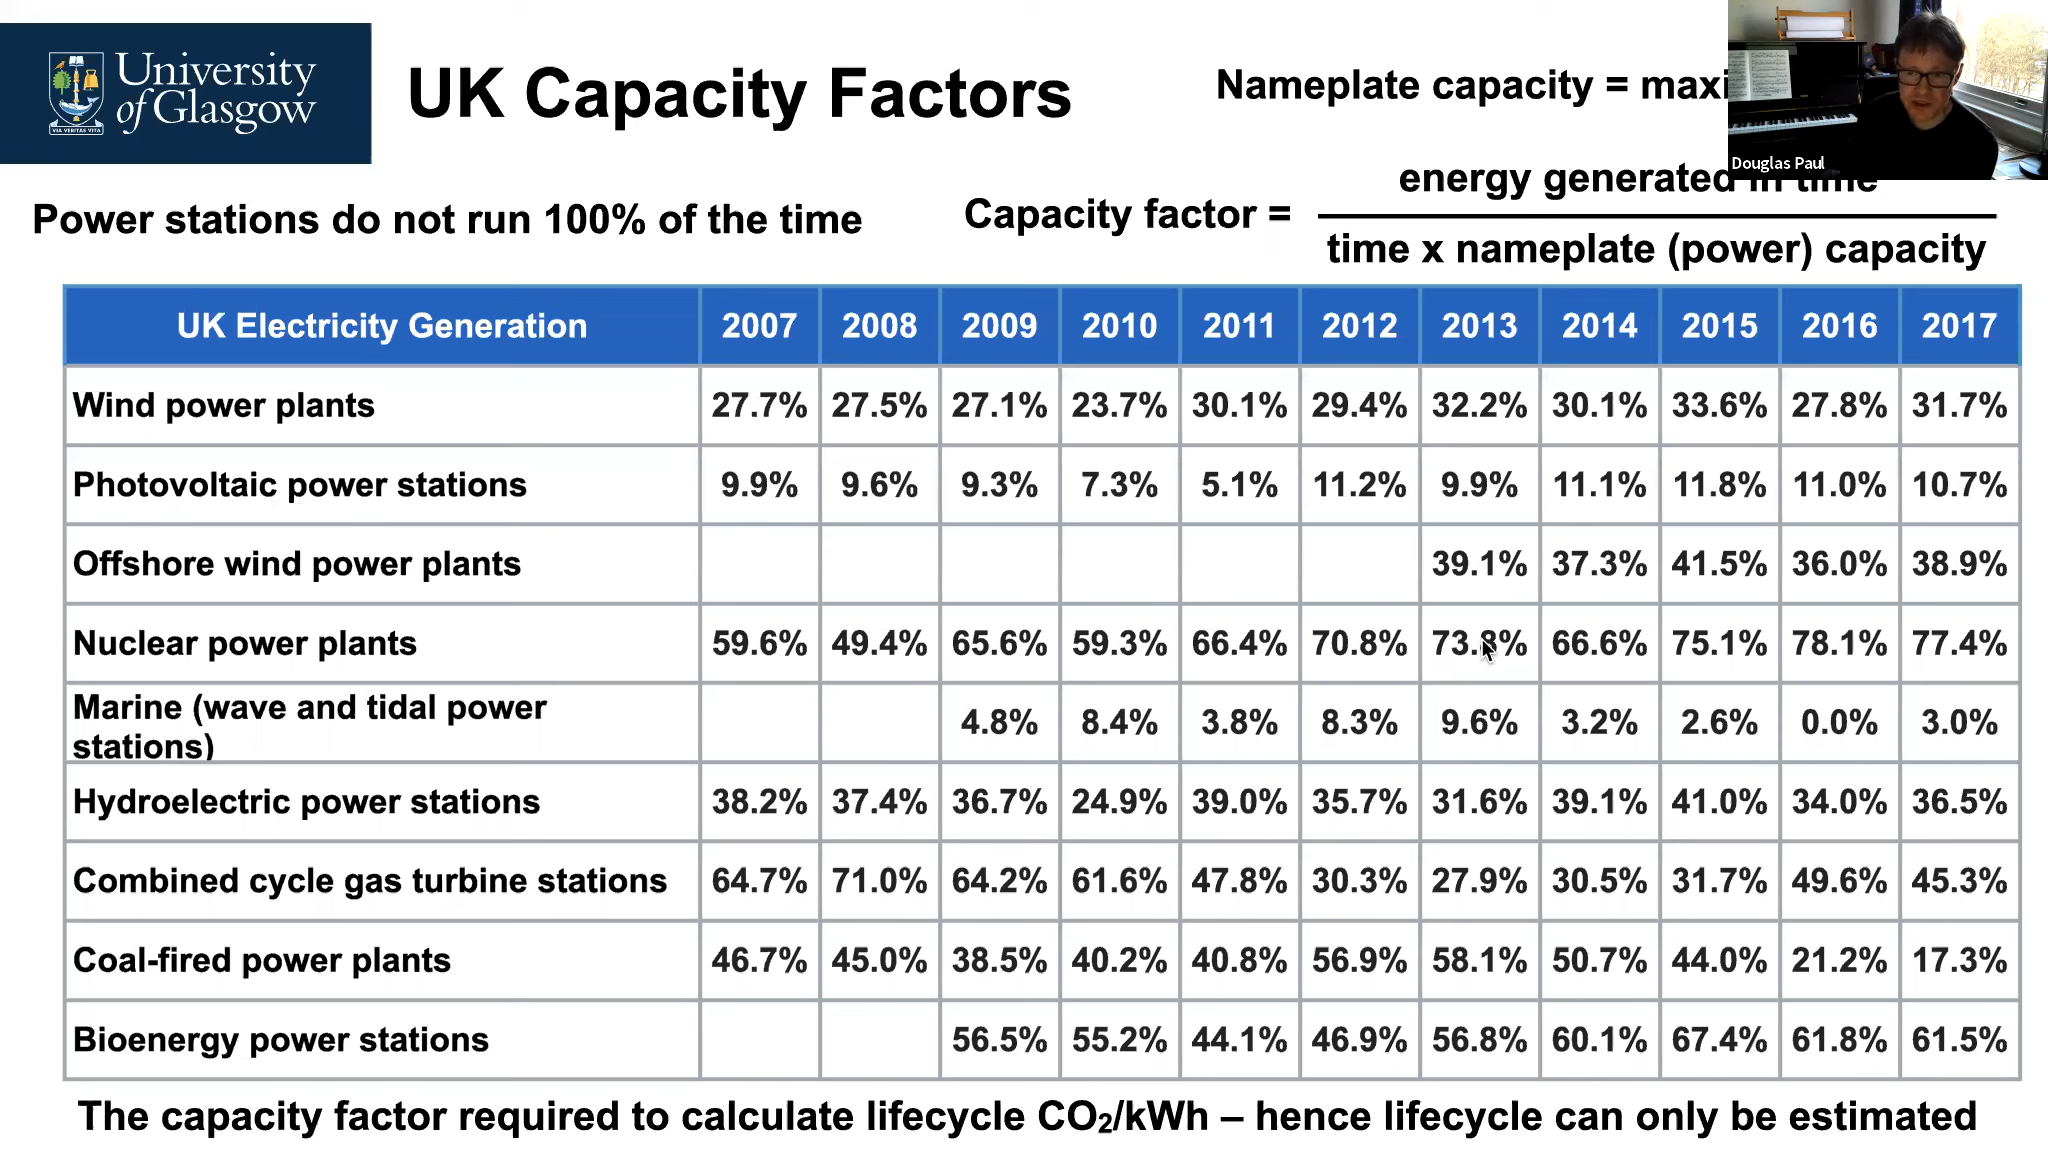 University
of Glasgow
VIA VERITAS VITA
UK Capacity Factors
Nameplate capacity = maxi
Douglas Paul
Power stations do not run 100% of the time
Capacity factor =
energy generated in time
time x nameplate (power) capacity
UK Electricity Generation 2007 2008 2009 2010 2011 2012 2013 2014 2015 2016 2017
Wind power plants 27.7% 27.5% 27.1% 23.7% 30.1% 29.4% 32.2% 30.1% 33.6% 27.8% 31.7%
Photovoltaic power stations 9.9% 9.6% 9.3% 7.3% 5.1% 11.2% 9.9% 11.1% 11.8% 11.0% 10.7%
Offshore wind power plants 39.1% 37.3% 41.5% 36.0% 38.9%
Nuclear power plants 59.6% 49.4% 65.6% 59.3% 66.4% 70.8% 73.8% 66.6% 75.1% 78.1% 77.4%
Marine (wave and tidal power
stations) 4.8% 8.4% 3.8% 8.3% 9.6% 3.2% 2.6% 0.0% 3.0%
Hydroelectric power stations 38.2% 37.4% 36.7% 24.9% 39.0% 35.7% 31.6% 39.1% 41.0% 34.0% 36.5%
Combined cycle gas turbine stations 64.7% 71.0% 64.2% 61.6% 47.8% 30.3% 27.9% 30.5% 31.7% 49.6% 45.3%
Coal-fired power plants 46.7% 45.0% 38.5% 40.2% 40.8% 56.9% 58.1% 50.7% 44.0% 21.2% 17.3%
Bioenergy power stations 56.5% 55.2% 44.1% 46.9% 56.8% 60.1% 67.4% 61.8% 61.5%
The capacity factor required to calculate lifecycle CO₂/kWh – hence lifecycle can only be estimated